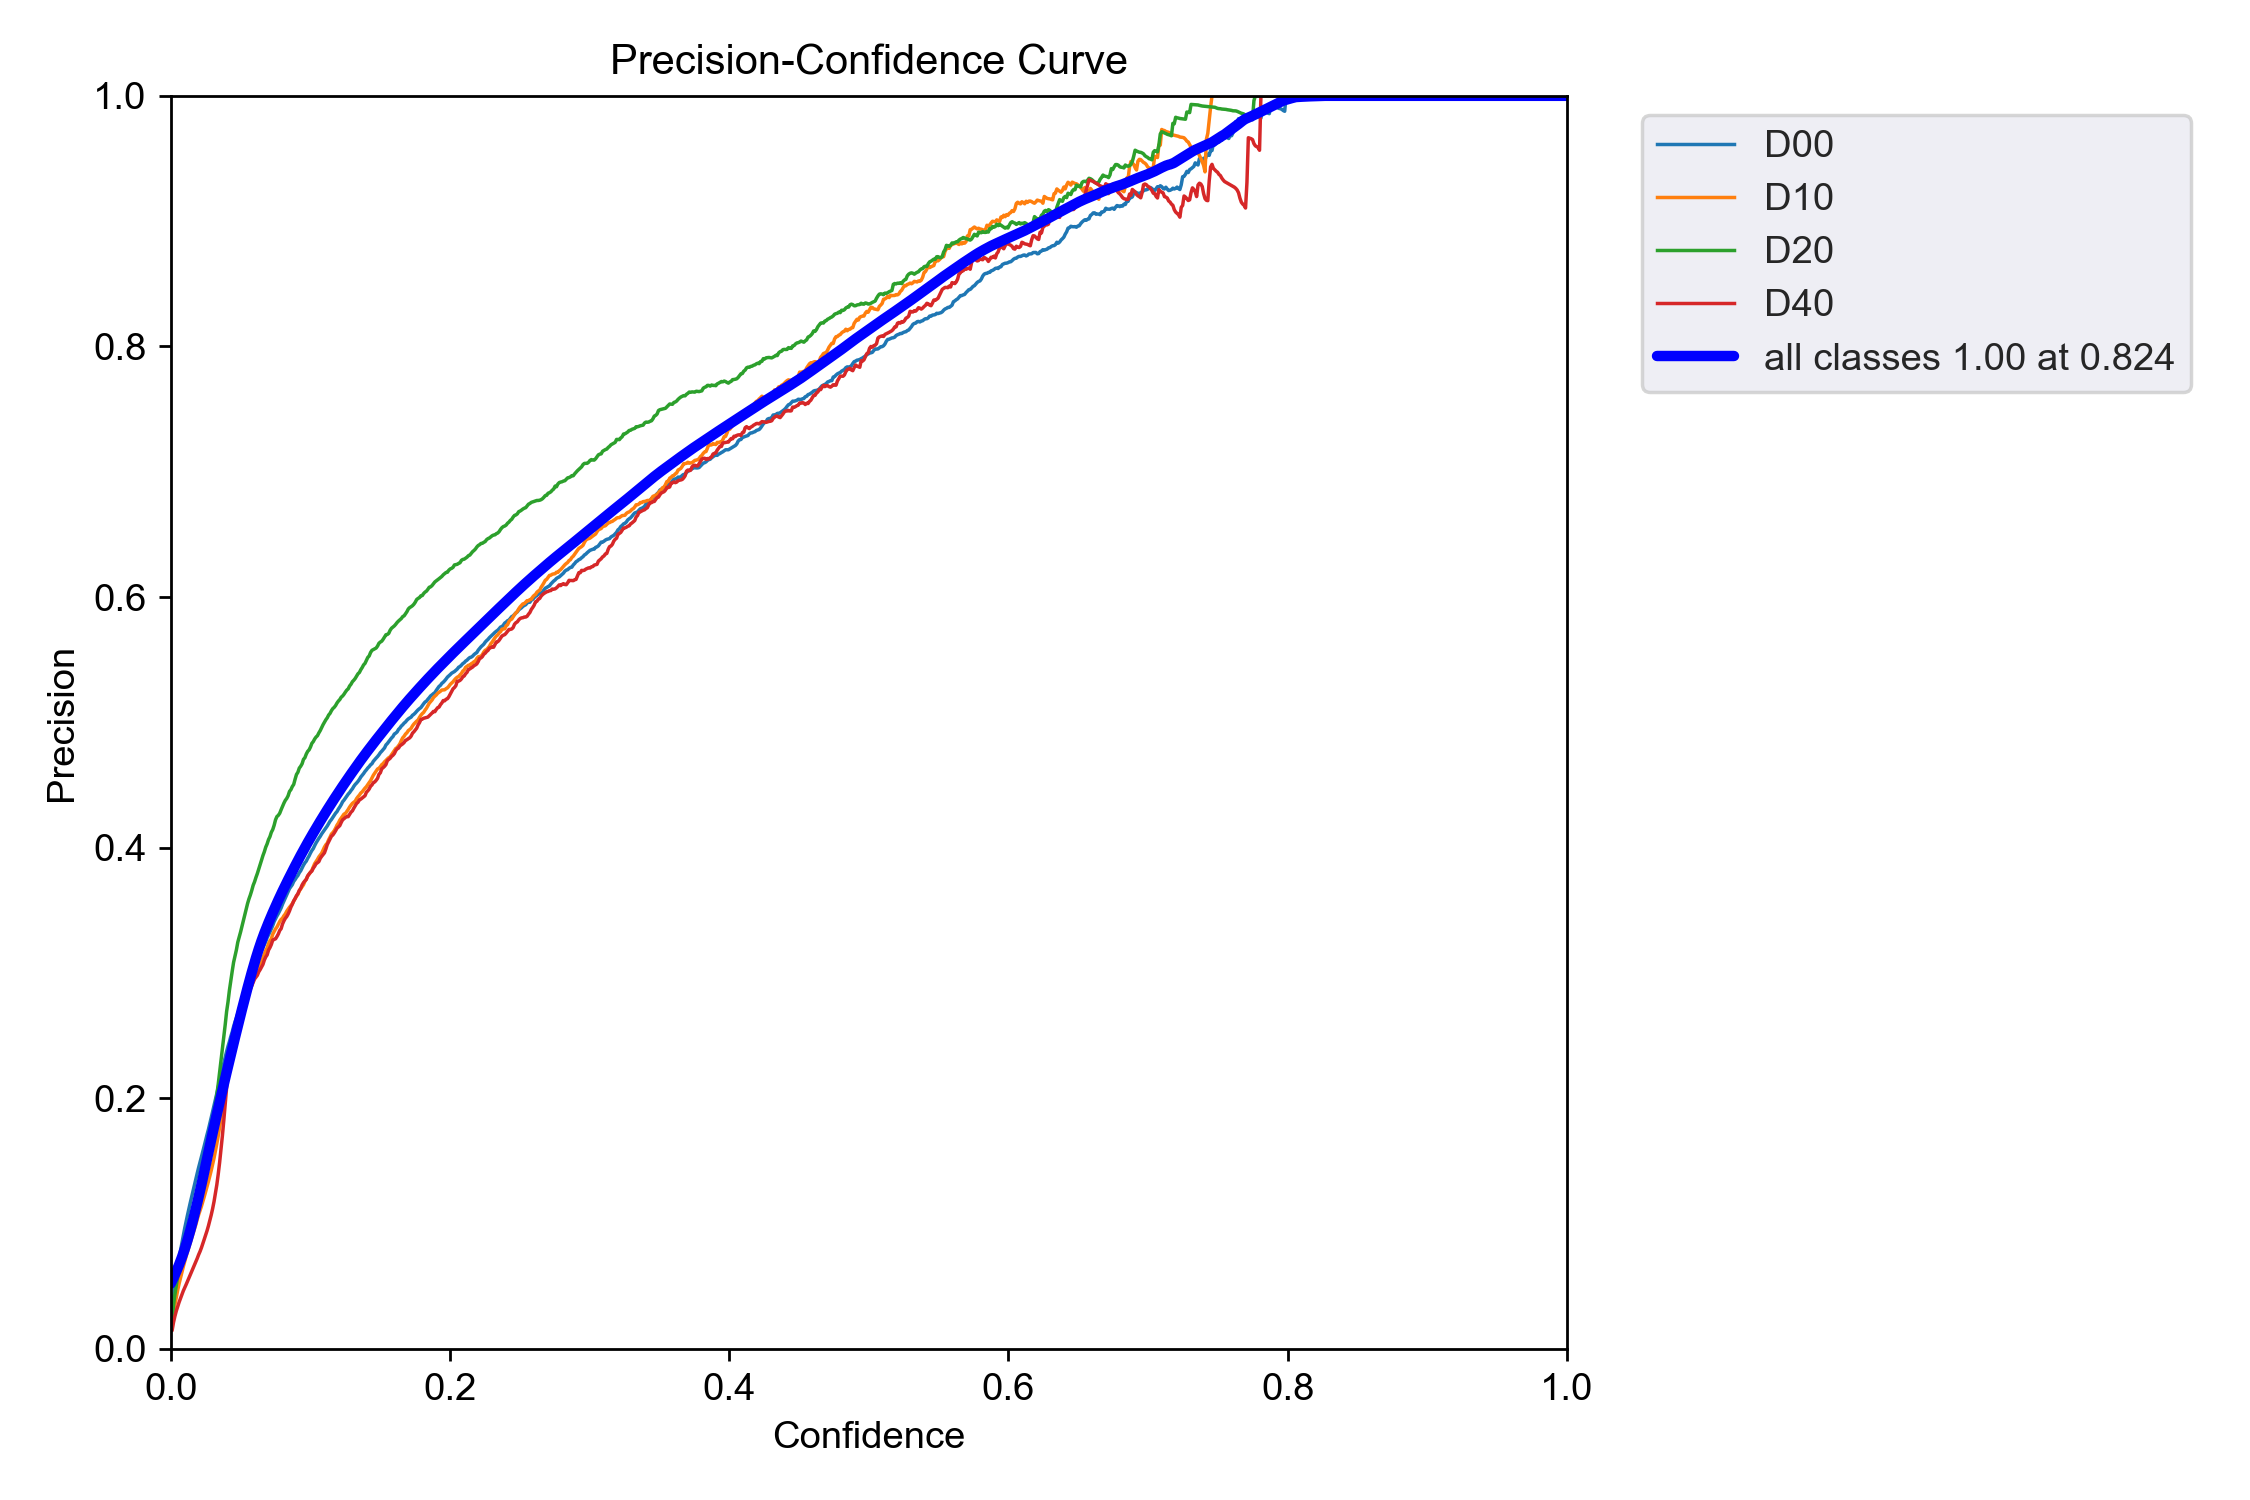 Precision-Confidence Curve
1.0
0.8
0.6
0.4
0.2
0.0
Precision
0.0 0.2 0.4 0.6 0.8 1.0
Confidence
D00
D10
D20
D40
all classes 1.00 at 0.824